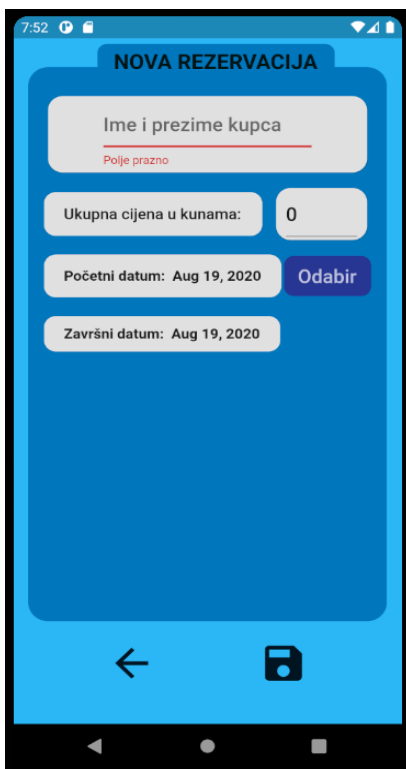 7:52
NOVA REZERVACIJA
Ime i prezime kupca
Polje prazno
Ukupna cijena u kunama: 0
Početni datum: Aug 19, 2020 Odabir
Završni datum: Aug 19, 2020